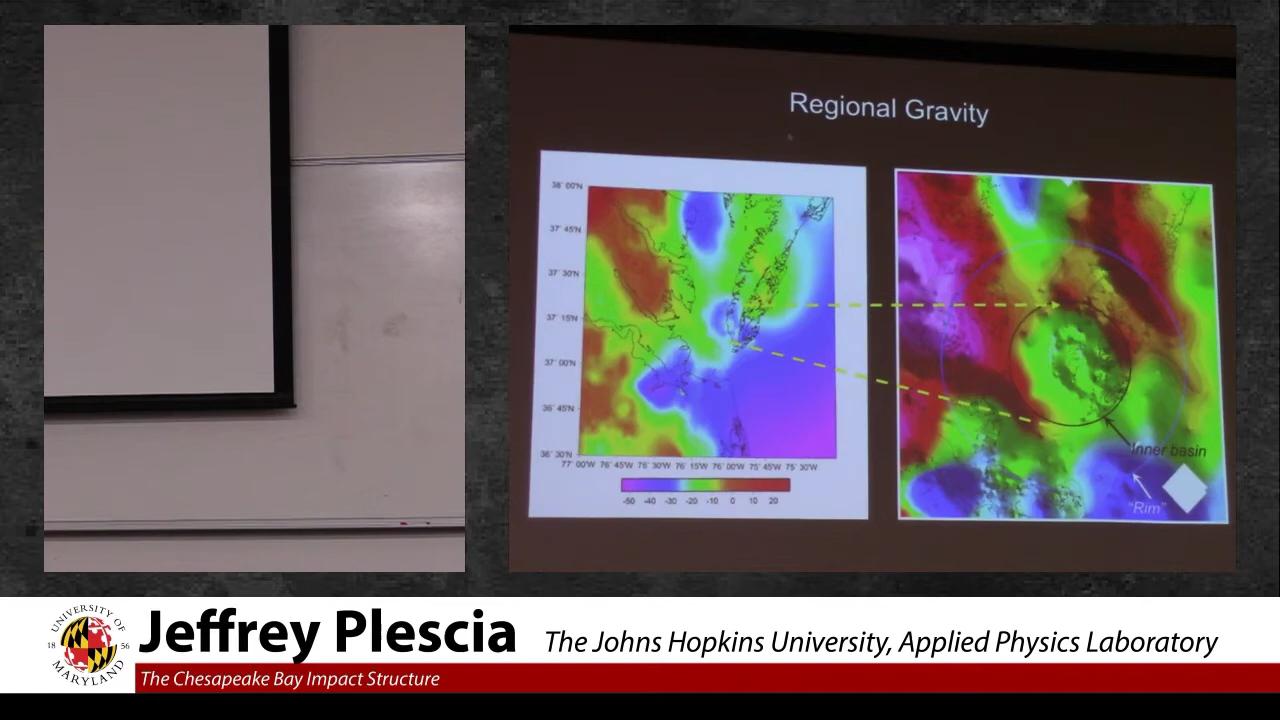 Regional Gravity
38° 00'N
37° 45'N
37° 30'N
37° 15'N
37° 00'N
36° 45'N
36° 30'N
77° 00'W 76° 45'W 76° 30'W 76° 15'W 76° 00'W 75° 45'W 75° 30'W
-50 -40 -30 -20 -10 0 10 20
Inner basin
"Rim"
UNIVERSITY OF
18 56
MARYLAND
Jeffrey Plescia
The Johns Hopkins University, Applied Physics Laboratory
The Chesapeake Bay Impact Structure